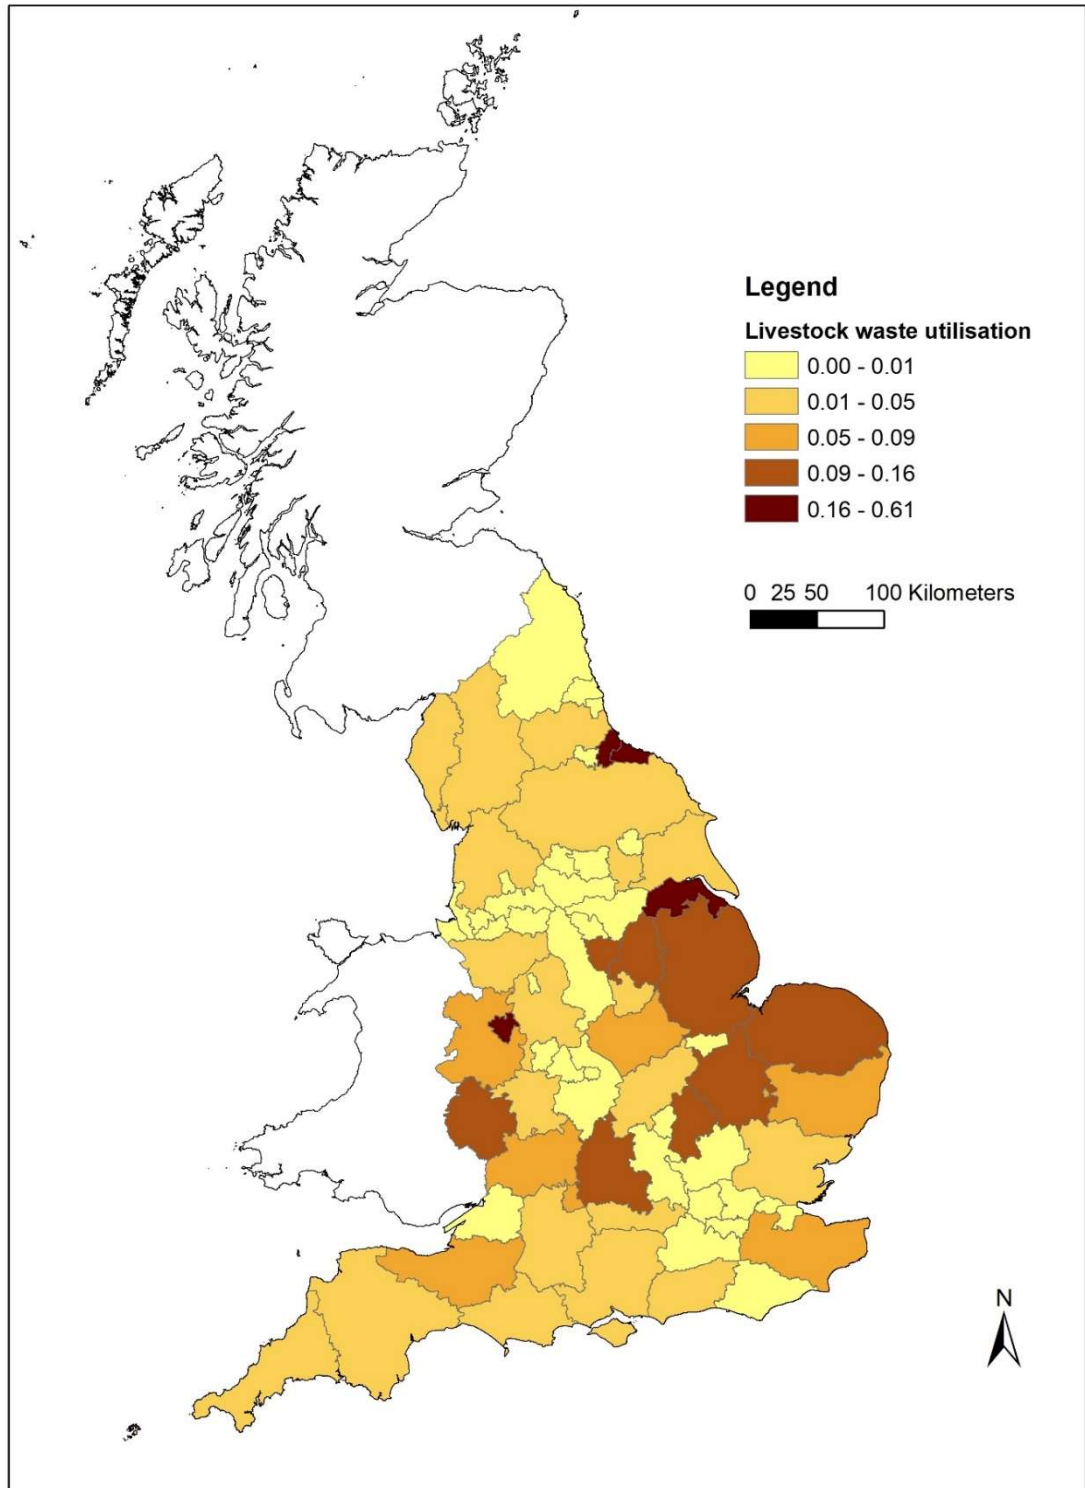 Legend
Livestock waste utilisation
0.00 - 0.01
0.01 - 0.05
0.05 - 0.09
0.09 - 0.16
0.16 - 0.61
0 25 50 100 Kilometers
N